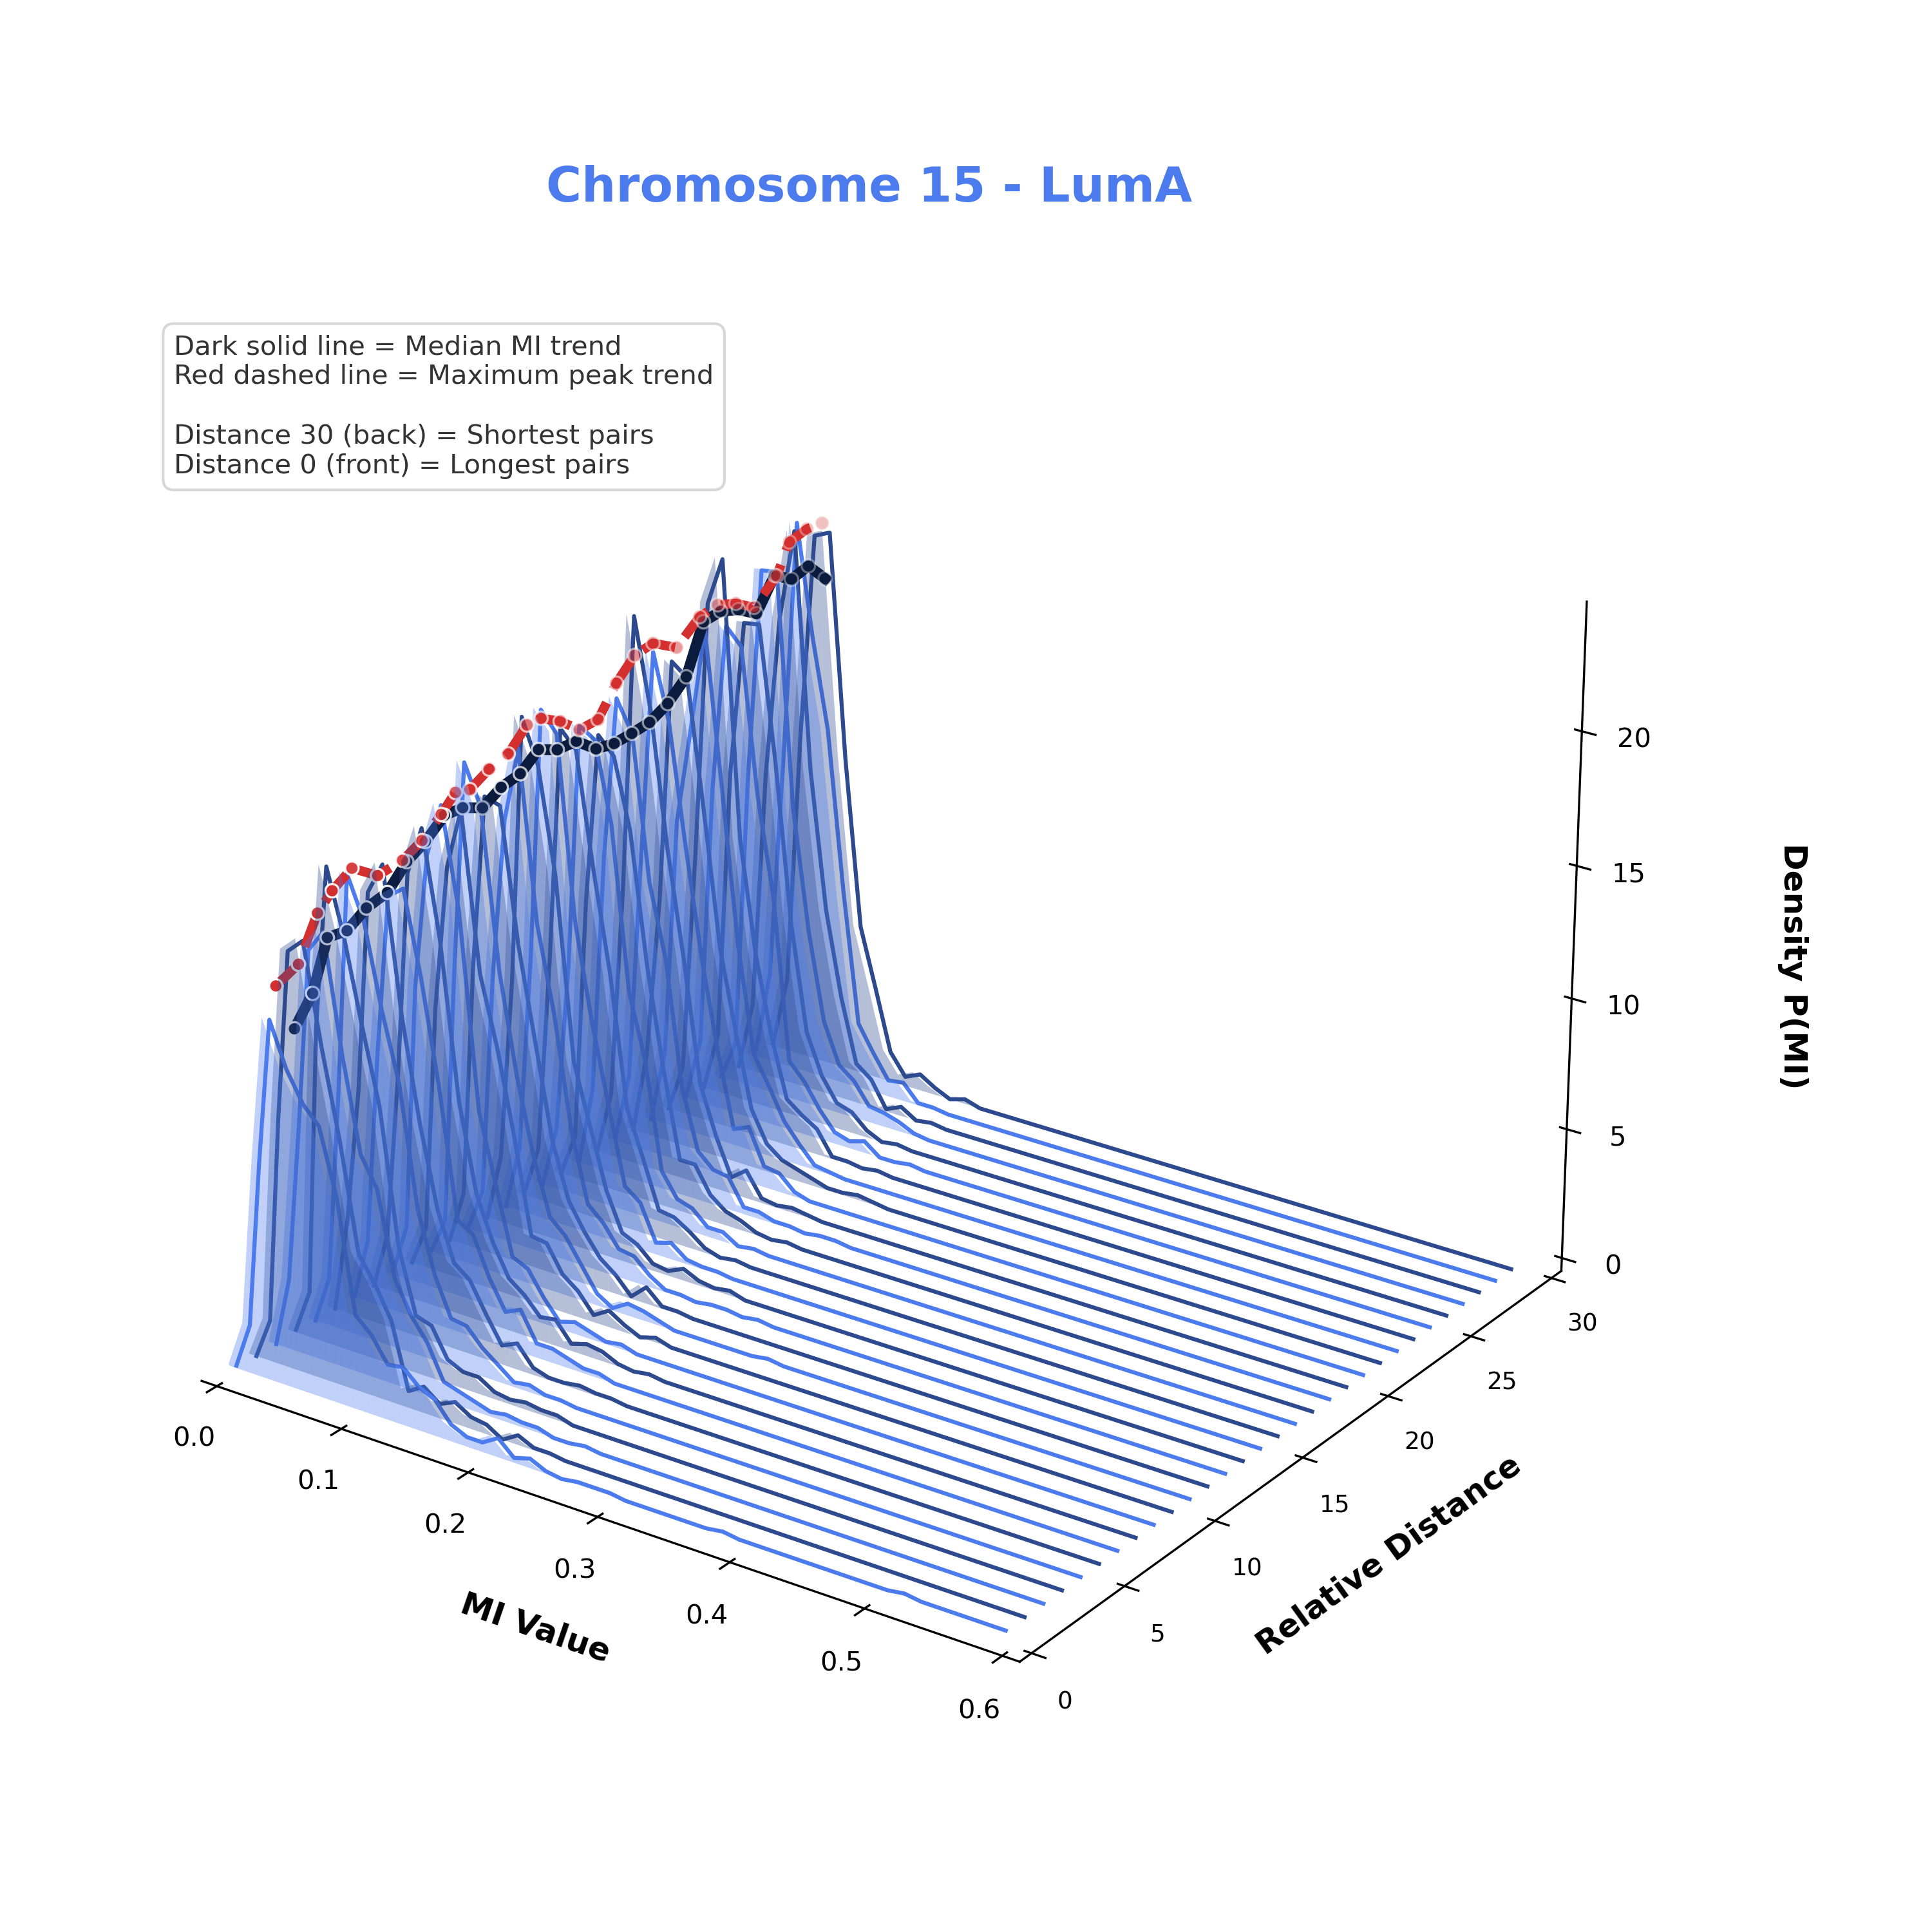 Chromosome 15 - LumA
Dark solid line = Median MI trend
Red dashed line = Maximum peak trend
Distance 30 (back) = Shortest pairs
Distance 0 (front) = Longest pairs
20
15
10
5
0
Density P(MI)
30
25
20
15
10
5
0
Relative Distance
0.0
0.1
0.2
0.3
0.4
0.5
0.6
MI Value